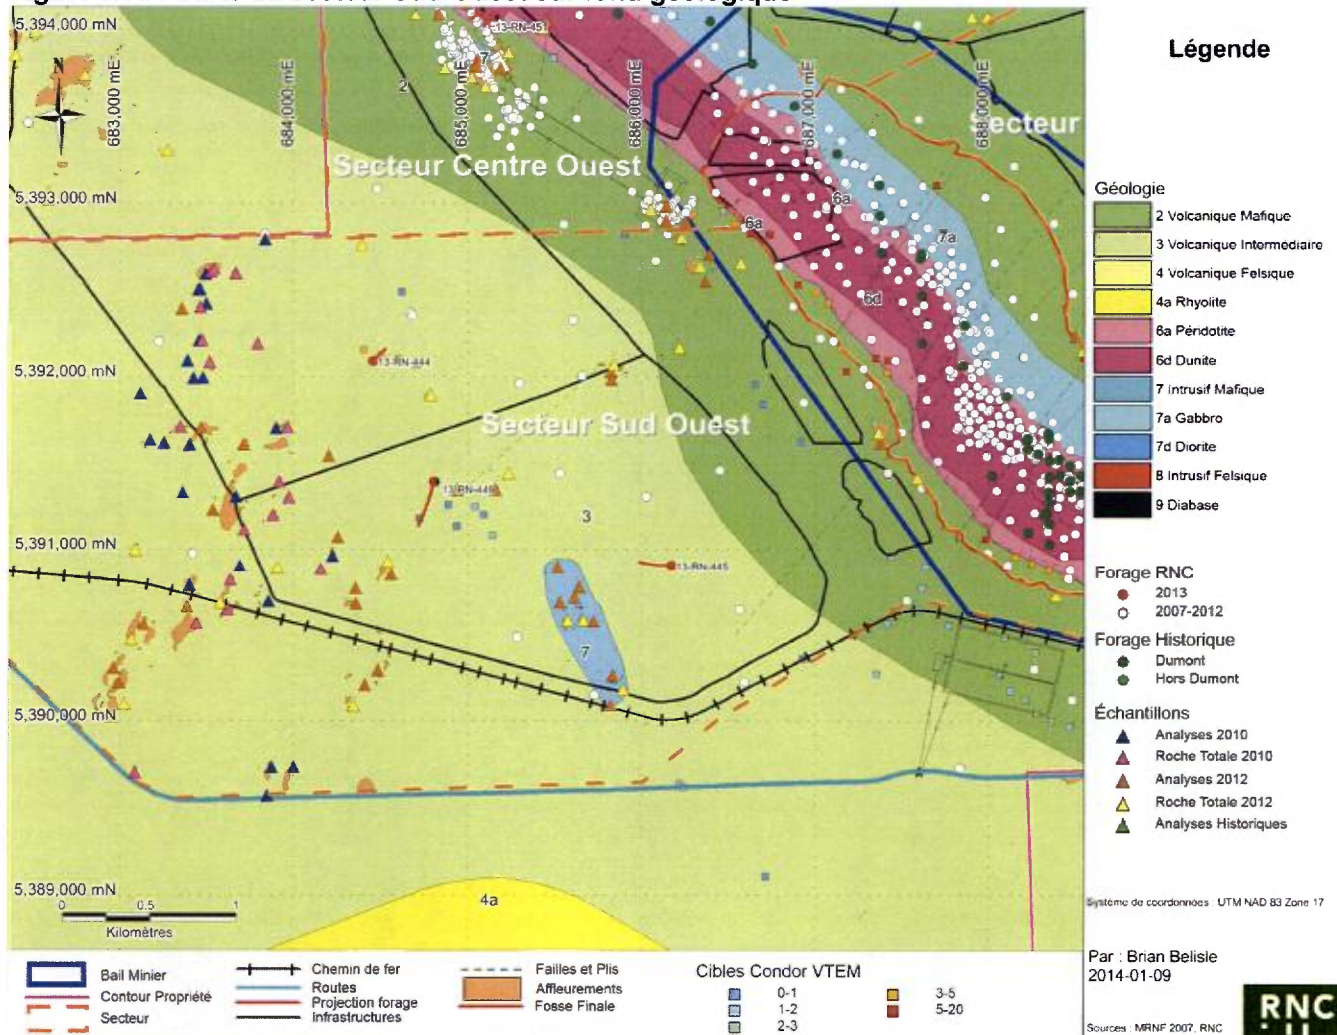 5,394,000 mN
683,000 mE
684,000 mE
685,000 mE
686,000 mE
687,000 mE
688,000 mE
13-RN-451
7
2
Secteur
Secteur Centre Ouest
5,393,000 mN
6a
6a
7a
6d
13-RN-444
5,392,000 mN
Secteur Sud Ouest
3
5,391,000 mN
13-RN-445
7
5,390,000 mN
5,389,000 mN
4a
N
0 0.5 1
Kilomètres
Légende
Géologie
2 Volcanique Mafique
3 Volcanique Intermédiaire
4 Volcanique Felsique
4a Rhyolite
6a Péridotite
6d Dunite
7 Intrusif Mafique
7a Gabbro
7d Diorite
8 Intrusif Felsique
9 Diabase
Forage RNC
2013
2007-2012
Forage Historique
Dumont
Hors Dumont
Échantillons
Analyses 2010
Roche Totale 2010
Analyses 2012
Roche Totale 2012
Analyses Historiques
Système de coordonnées : UTM NAD 83 Zone 17
Par : Brian Belisle
2014-01-09
Sources : MRNF 2007, RNC
RNC
Bail Minier
Contour Propriété
Secteur
Chemin de fer
Routes
Projection forage
Infrastructures
Failles et Plis
Affleurements
Fosse Finale
Cibles Condor VTEM
0-1
1-2
2-3
3-5
5-20